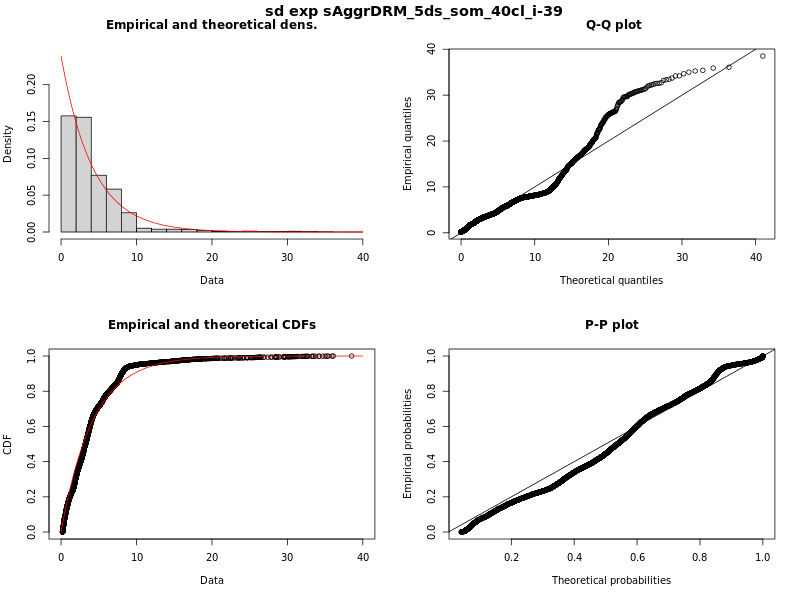 sd exp sAggrDRM_5ds_som_40cl_i-39
Empirical and theoretical dens.
Density
0.00 0.05 0.10 0.15 0.20
0 10 20 30 40
Data
Q-Q plot
Empirical quantiles
0 10 20 30 40
0 10 20 30 40
Theoretical quantiles
Empirical and theoretical CDFs
CDF
0.0 0.2 0.4 0.6 0.8 1.0
0 10 20 30 40
Data
P-P plot
Empirical probabilities
0.0 0.2 0.4 0.6 0.8 1.0
0.2 0.4 0.6 0.8 1.0
Theoretical probabilities